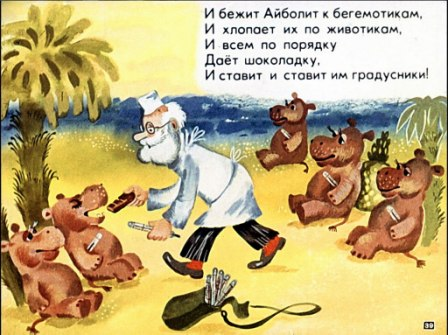 И бежит Айболит к бегемотикам,
И хлопает их по животикам,
И всем по порядку
Даёт шоколадку,
И ставит и ставит им градусники!
39